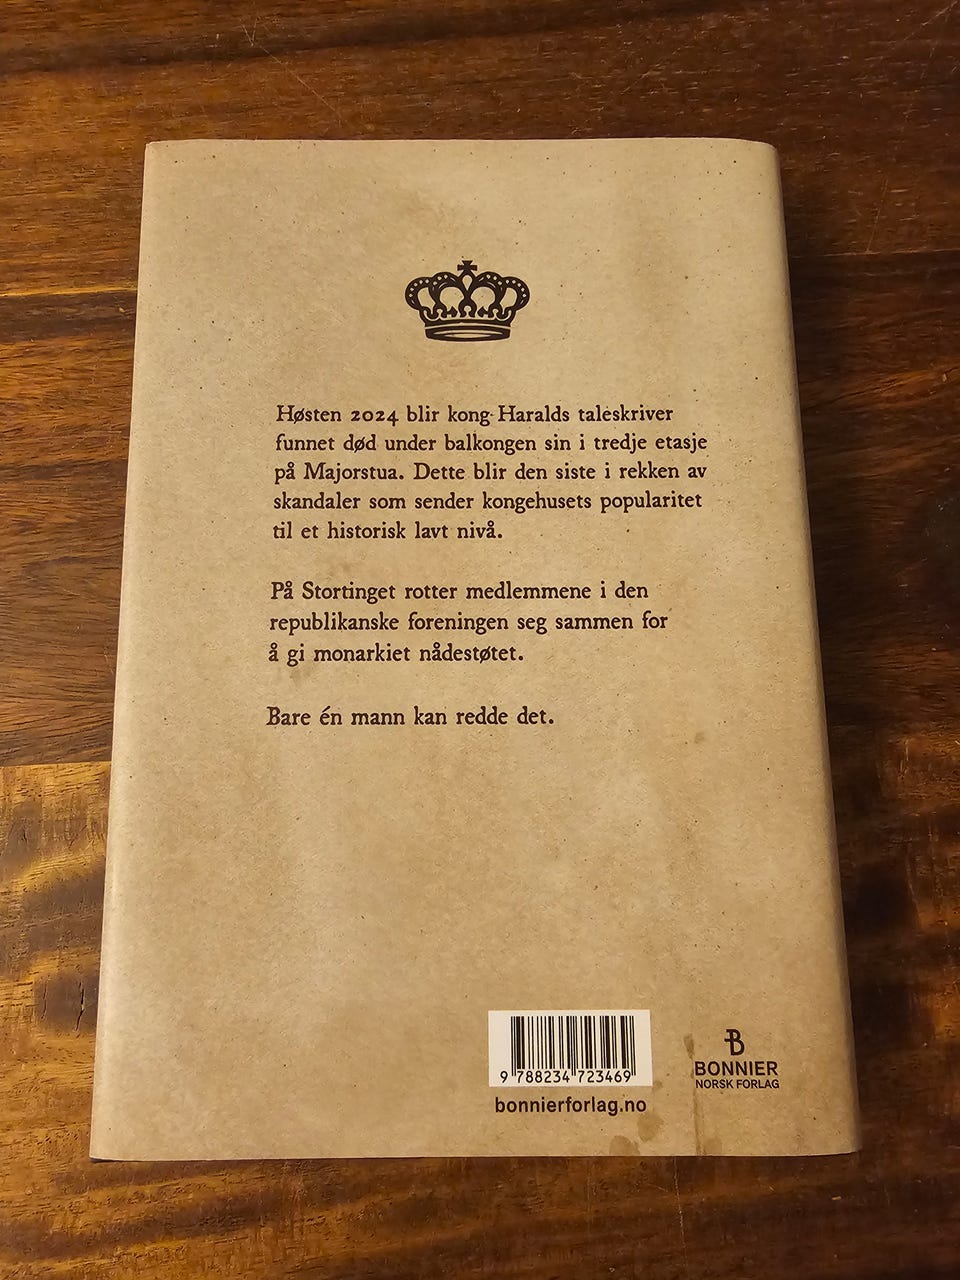 Høsten 2024 blir kong Haralds taleskriver
funnet død under balkongen sin i tredje etasje
på Majorstua. Dette blir den siste i rekken av
skandaler som sender kongehusets popularitet
til et historisk lavt nivå.
På Stortinget rotter medlemmene i den
republikanske foreningen seg sammen for
å gi monarkiet nådestøtet.
Bare én mann kan redde det.
9 788234 723469
bonnierforlag.no
B
BONNIER
NORSK FORLAG